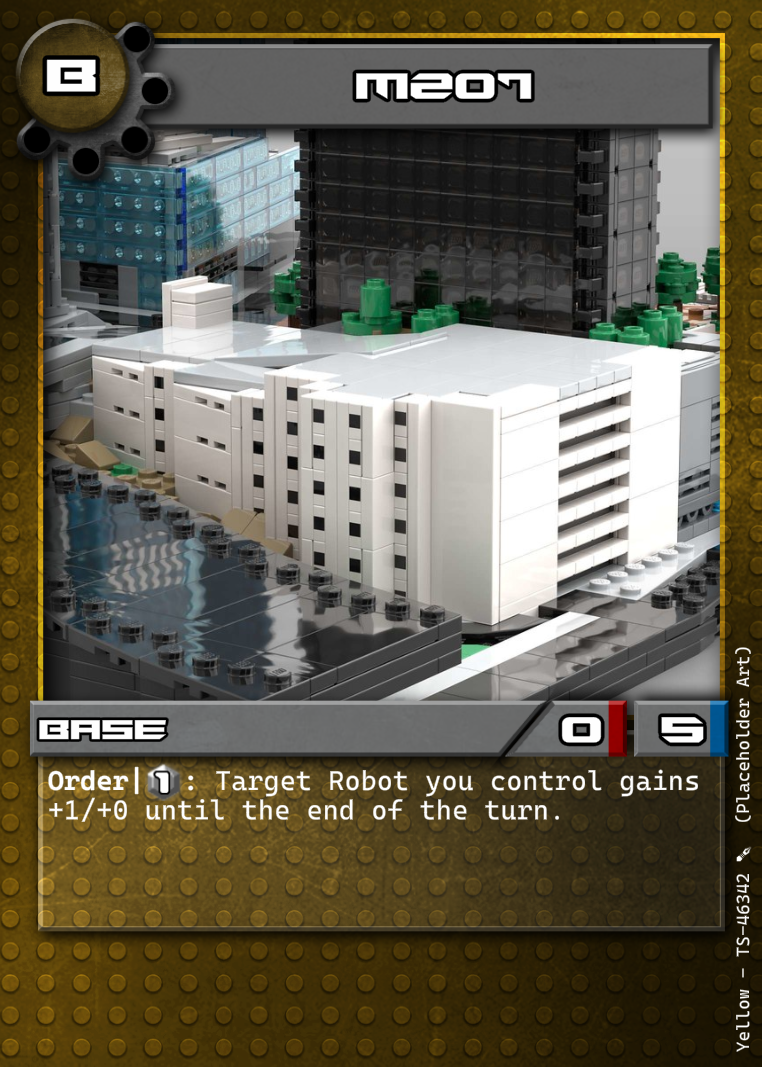 B
M207
BASE
0
5
Order|1: Target Robot you control gains
+1/+0 until the end of the turn.
Yellow - TS-46342 (Placeholder Art)